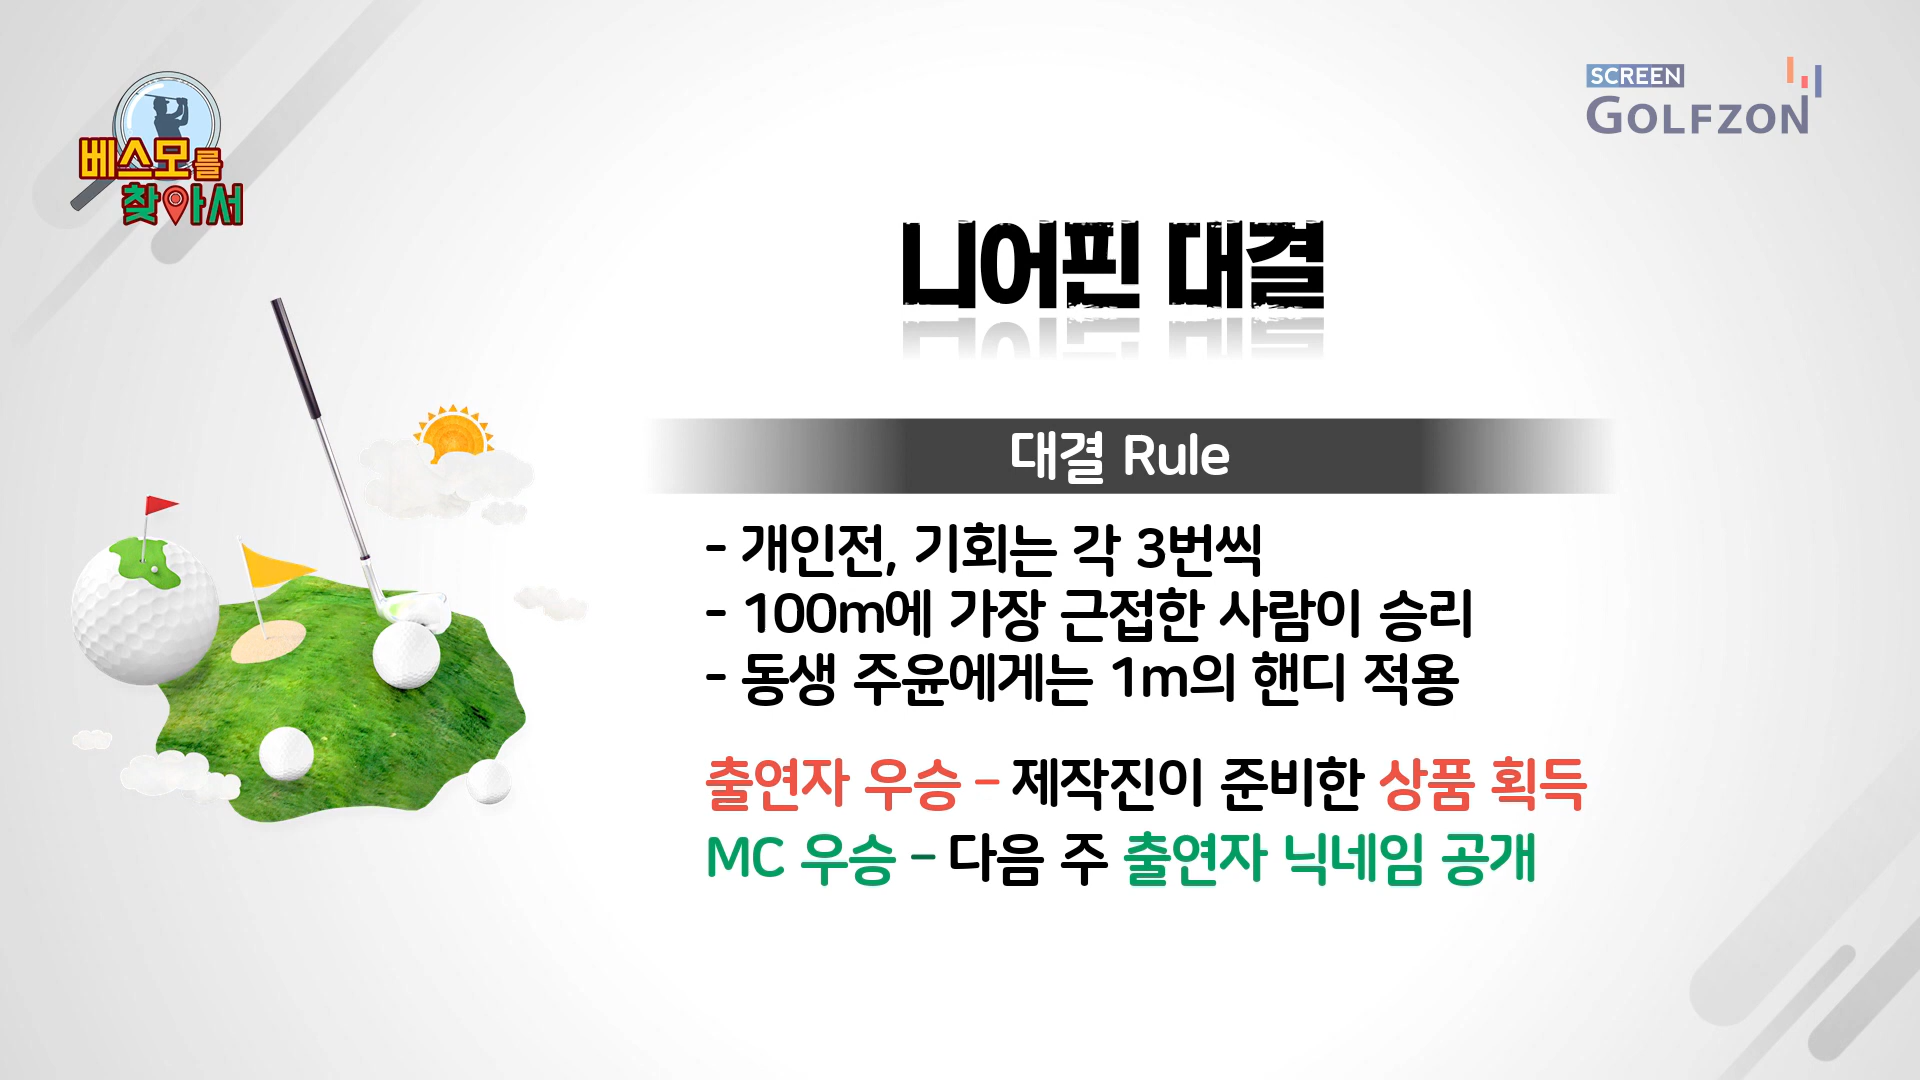 베스모를
찾아서
SCREEN
GOLFZON
니어핀 대결
대결 Rule
- 개인전, 기회는 각 3번씩
- 100m에 가장 근접한 사람이 승리
- 동생 주윤에게는 1m의 핸디 적용
출연자 우승 – 제작진이 준비한 상품 획득
MC 우승 – 다음 주 출연자 닉네임 공개